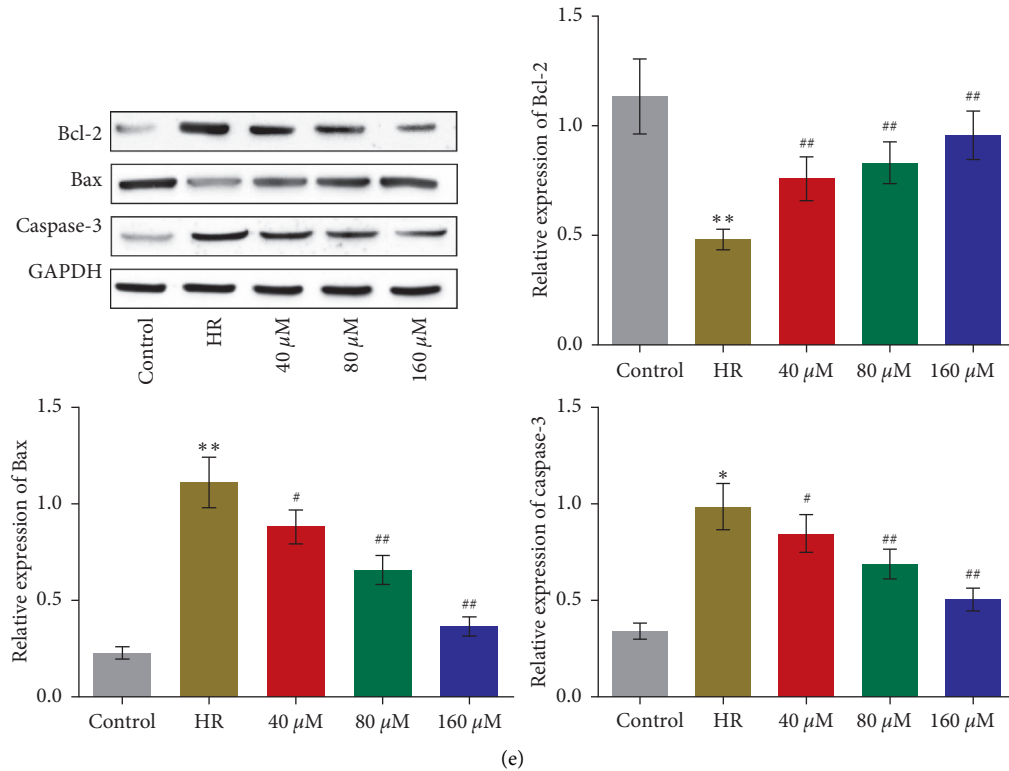 Bcl-2
Bax
Caspase-3
GAPDH
Control
HR
40 µM
80 µM
160 µM
Relative expression of Bcl-2
1.5
1.0
0.5
0.0
**
##
##
##
Control HR 40 µM 80 µM 160 µM
Relative expression of Bax
1.5
1.0
0.5
0.0
**
#
##
##
Control HR 40 µM 80 µM 160 µM
Relative expression of caspase-3
1.5
1.0
0.5
0.0
*
#
##
##
Control HR 40 µM 80 µM 160 µM
(e)